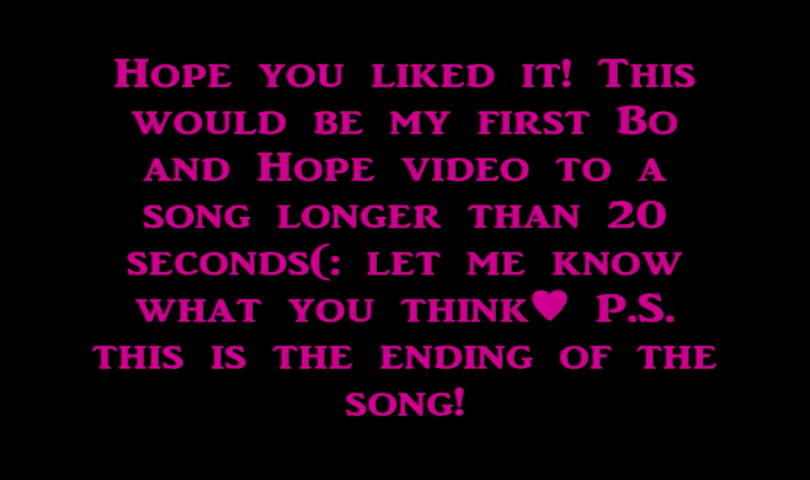 Hope you liked it! This
would be my first Bo
and Hope video to a
song longer than 20
seconds(: let me know
what you think♥ P.S.
this is the ending of the
song!